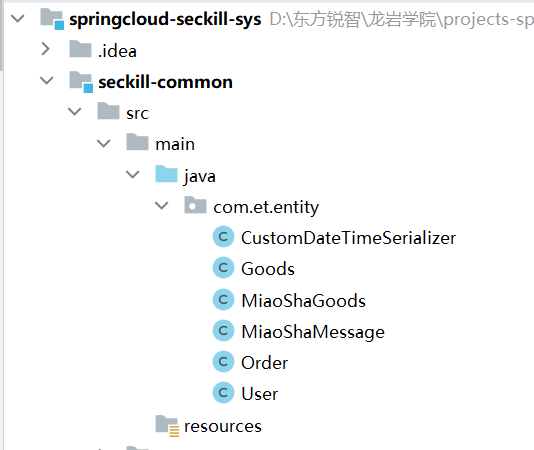 springcloud-seckill-sys D:\东方锐智\龙岩学院\projects-sp
.idea
seckill-common
src
main
java
com.et.entity
C CustomDateTimeSerializer
C Goods
C MiaoShaGoods
C MiaoShaMessage
C Order
C User
resources